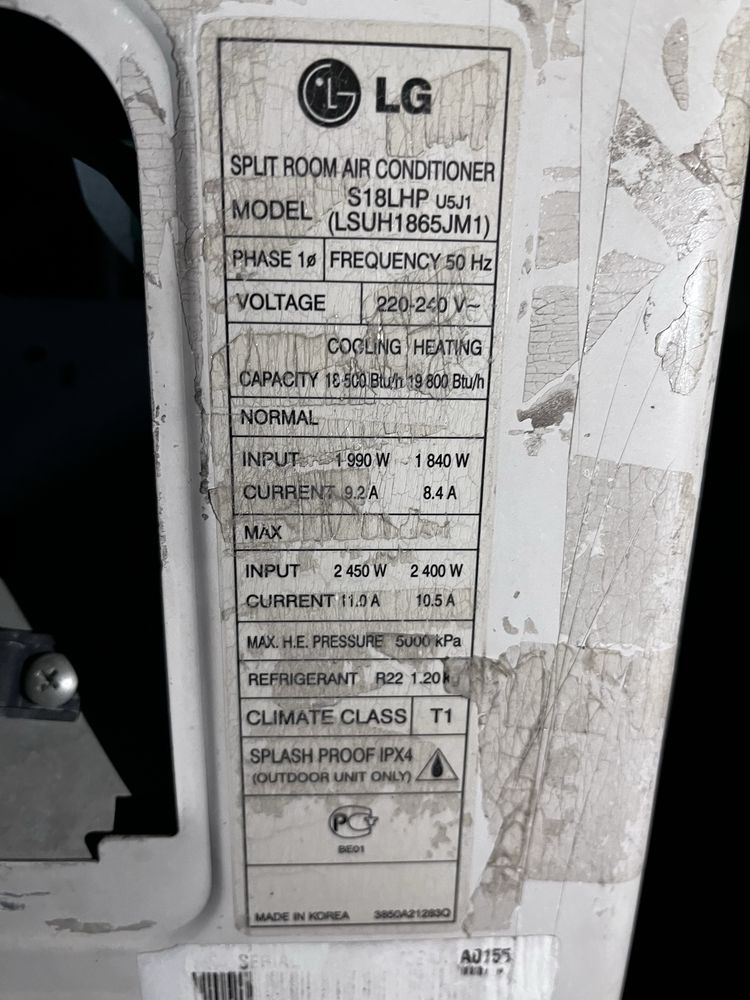 LG
SPLIT ROOM AIR CONDITIONER
MODEL S18LHP U5J1
(LSUH1865JM1)
PHASE 1ø FREQUENCY 50 Hz
VOLTAGE 220-240 V~
COOLING HEATING
CAPACITY 18 500 Btu/h 19 800 Btu/h
NORMAL
INPUT 1 990 W 1 840 W
CURRENT 9.2 A 8.4 A
MAX
INPUT 2 450 W 2 400 W
CURRENT 11.0 A 10.5 A
MAX. H.E. PRESSURE 5000 kPa
REFRIGERANT R22 1.20
CLIMATE CLASS T1
SPLASH PROOF IPX4
(OUTDOOR UNIT ONLY)
BE01
MADE IN KOREA 3850A21283Q
A0155